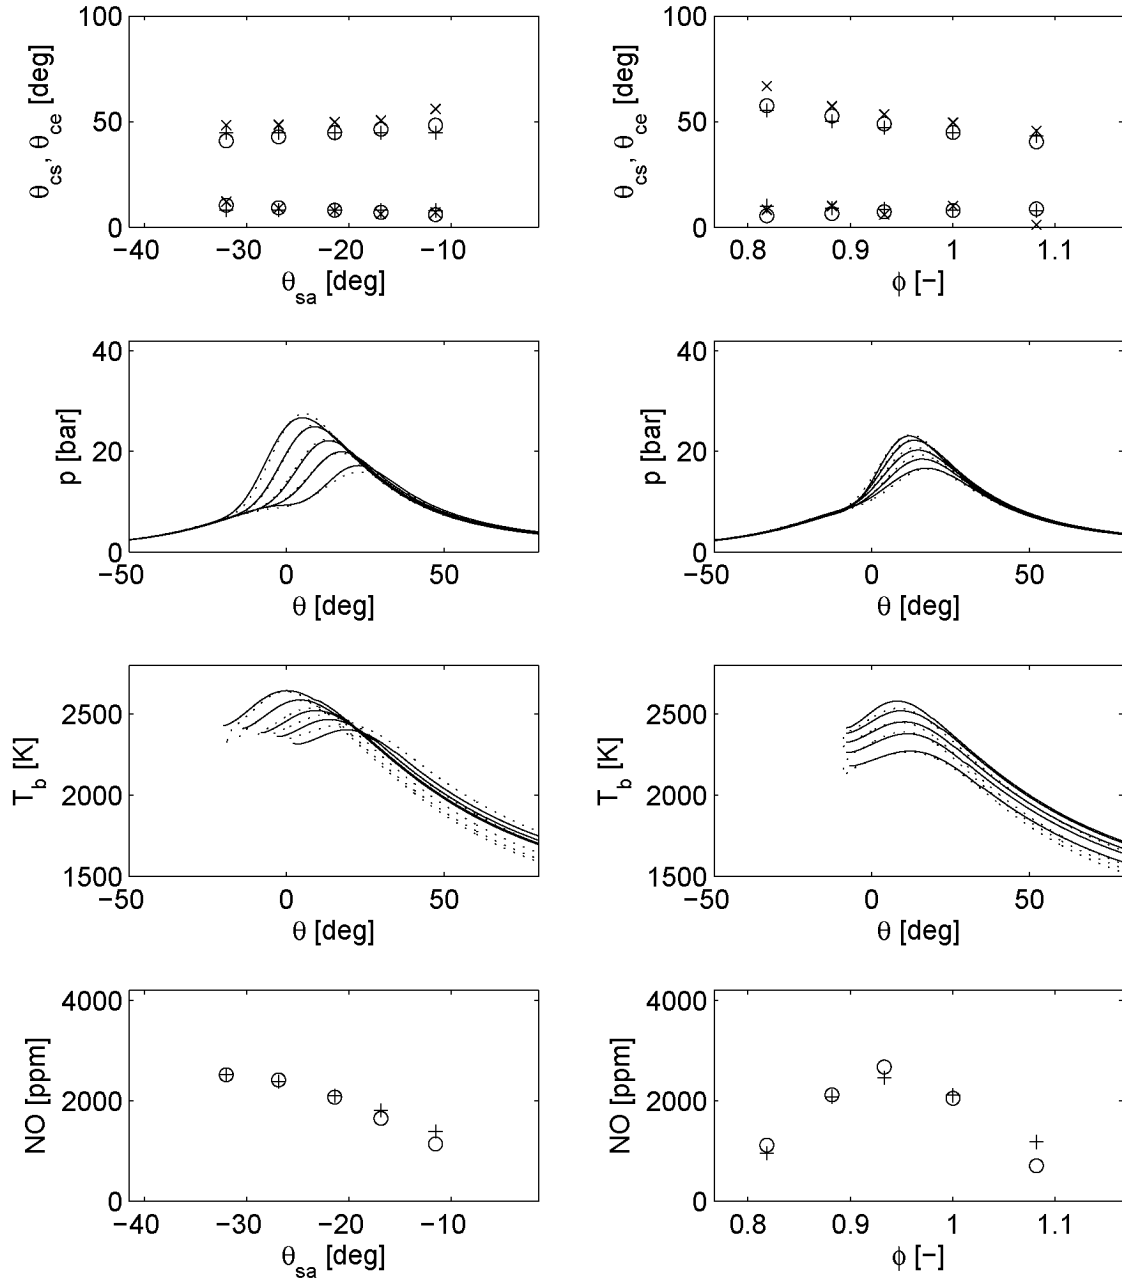 100
50
0
θcs, θce [deg]
−40 −30 −20 −10
θsa [deg]
100
50
0
θcs, θce [deg]
0.8 0.9 1 1.1
ϕ [−]
40
20
0
p [bar]
−50 0 50
θ [deg]
40
20
0
p [bar]
−50 0 50
θ [deg]
2500
2000
1500
Tb [K]
−50 0 50
θ [deg]
2500
2000
1500
Tb [K]
−50 0 50
θ [deg]
4000
2000
0
NO [ppm]
−40 −30 −20 −10
θsa [deg]
4000
2000
0
NO [ppm]
0.8 0.9 1 1.1
ϕ [−]